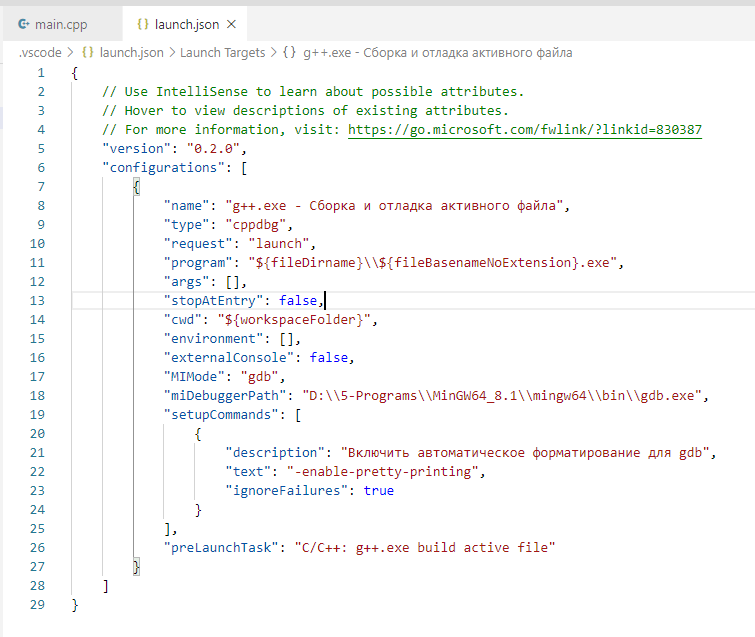 main.cpp
launch.json
.vscode > launch.json > Launch Targets > {} g++.exe - Сборка и отладка активного файла
1 {
2 // Use IntelliSense to learn about possible attributes.
3 // Hover to view descriptions of existing attributes.
4 // For more information, visit: https://go.microsoft.com/fwlink/?linkid=830387
5 "version": "0.2.0",
6 "configurations": [
7 {
8 "name": "g++.exe - Сборка и отладка активного файла",
9 "type": "cppdbg",
10 "request": "launch",
11 "program": "${fileDirname}\\${fileBasenameNoExtension}.exe",
12 "args": [],
13 "stopAtEntry": false,
14 "cwd": "${workspaceFolder}",
15 "environment": [],
16 "externalConsole": false,
17 "MIMode": "gdb",
18 "miDebuggerPath": "D:\\5-Programs\\MinGW64_8.1\\mingw64\\bin\\gdb.exe",
19 "setupCommands": [
20 {
21 "description": "Включить автоматическое форматирование для gdb",
22 "text": "-enable-pretty-printing",
23 "ignoreFailures": true
24 }
25 ],
26 "preLaunchTask": "C/C++: g++.exe build active file"
27 }
28 ]
29 }